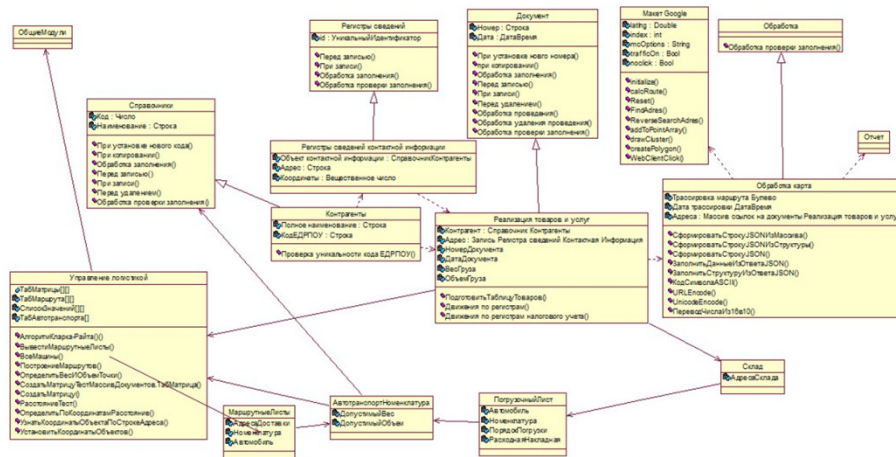 ОбщиеМодули
Регистры сведений
id : УникальныйИдентификатор
Перед записью()
При записи()
Обработка заполнения()
Обработка проверки заполнения()
Документ
Номер : Строка
Дата : ДатаВремя
При установке нового номера()
при копировании()
Обработка заполнения()
Перед записью()
При записи()
Перед удалением()
Обработка проведения()
Обработка удаления проведения()
Обработка проверки заполнения()
Макет Google
latlng : Double
index : int
mcOptions : String
trafficOn : Bool
noclick : Bool
initialize()
calcRoute()
Reset()
FindAdres()
ReverseSearchAdres()
addToPointArray()
drawCluster()
createPolygon()
WebClientClick()
Обработка
Обработка проверки заполнения()
Отчет
Справочники
Код : Число
Наименование : Строка
При установке нового кода()
При копировании()
Обработка заполнения()
Перед записью()
При записи()
Перед удалением()
Обработка проверки заполнения()
Регистры сведений контактной информации
Объект контактной информации : СправочникКонтрагенты
Адрес : Строка
Координаты : Вещественное число
Контрагенты
Полное наименование : Строка
КодЕДРПОУ : Строка
Проверка уникальности кода ЕДРПОУ()
Реализация товаров и услуг
Контрагент : Справочник Контрагенты
Адрес : Запись Регистра сведений Контактная Информация
НомерДокумента
ДатаДокумента
ВесГруза
ОбъемГруза
ПодготовитьТаблицуТоваров()
Движения по регистрам()
Движения по регистрам налогового учета()
Обработка карта
Трассировка маршрута Булево
Дата трассировки ДатаВремя
Адреса : Массив ссылок на документы Реализация товаров и услу
СформироватьСтрокуJSONИзМассива()
СформироватьСтрокуJSONИзСтруктуры()
СформироватьСтрокуJSON()
ЗаполнитьДанныеИзОтветаJSON()
ЗаполнитьСтруктуруИзОтветаJSON()
КодСимволаASCII()
URLEncode()
UnicodeEncode()
ПереводЧислаИз16в10()
Управление логистикой
ТабМатрицы[][]
ТабМаршрута[][]
СписокЗначений[][]
ТабАвтотранспорта[]
АлгоритмКларка-Райта()()
ВывестиМаршрутныеЛисты()
ВсеМашины()
ПостроениеМаршрутов()
ОпределитьВесИОбъемТочки()
СоздатьМатрицуТестМассивДокументов.ТабМатрица()
СоздатьМатрицу()
РасстояниеТест()
ОпределитьПоКоординатамРасстояние()
УзнатьКоординатыОбъектаПоСтрокеАдреса()
УстановитьКоординатыОбъектов()
МаршрутныеЛисты
АдресаДоставки
Номенклатура
Автомобиль
АвтотранспортНоменклатура
ДопустимыйВес
ДопустимыйОбъем
ПогрузочныйЛист
Автомобиль
Номенклатура
ПорядокПогрузки
РасходнаяНакладная
Склад
АдресаСклада